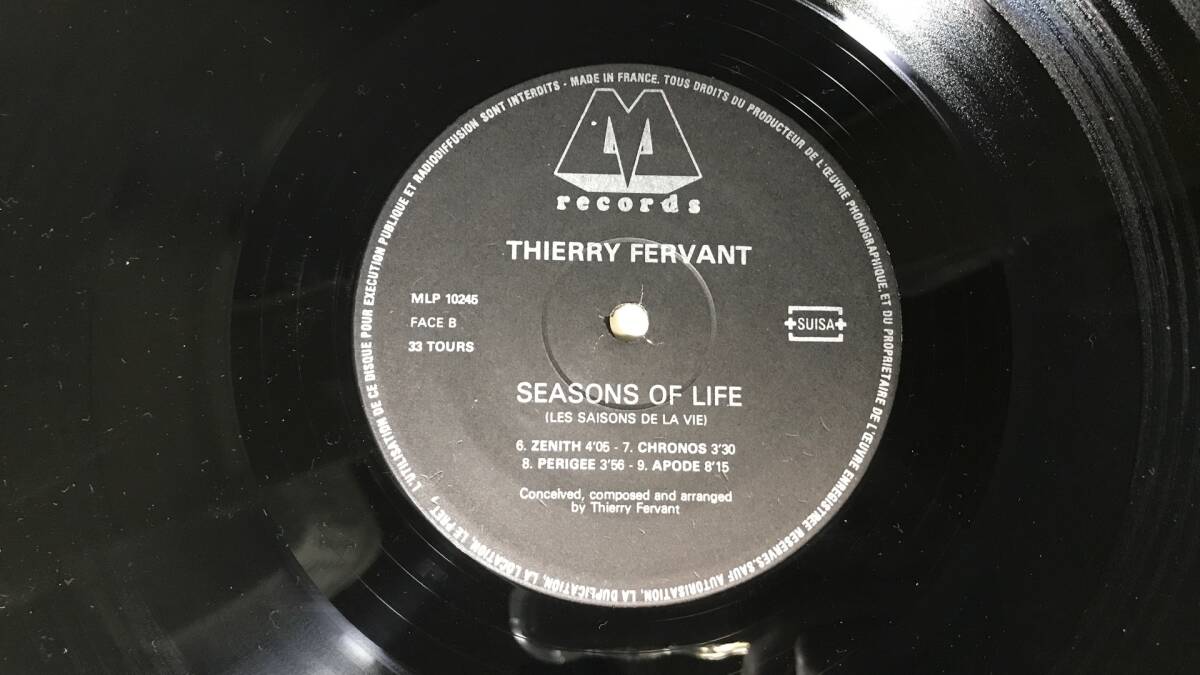 TOUS DROITS DU PRODUCTEUR DE L'ŒUVRE PHONOGRAPHIQUE, ET DU PROPRIETAIRE DE L'ŒUVRE ENREGISTREE RESERVES. SAUF AUTORISATION, LA DUPLICATION, LA LOCATION, LE PRET, L'UTILISATION DE CE DISQUE POUR EXECUTION PUBLIQUE ET RADIODIFFUSION SONT INTERDITS - MADE IN FRANCE.
M
records
THIERRY FERVANT
MLP 10245
FACE B
33 TOURS
SUISA
SEASONS OF LIFE
(LES SAISONS DE LA VIE)
6. ZENITH 4'05 - 7. CHRONOS 3'30
8. PERIGEE 3'56 - 9. APODE 8'15
Conceived, composed and arranged
by Thierry Fervant